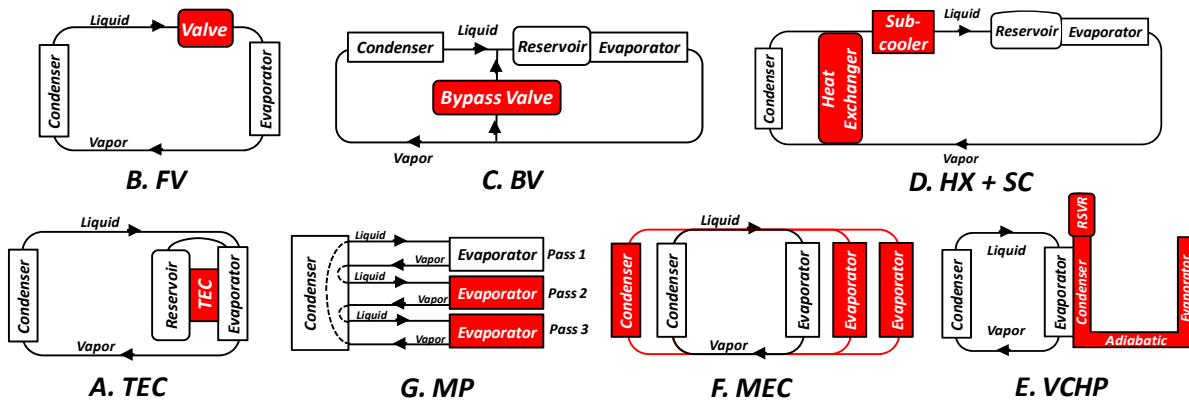 Liquid
Valve
Condenser
Evaporator
Vapor
B. FV
Condenser
Liquid
Reservoir
Evaporator
Bypass Valve
Vapor
C. BV
Sub-
cooler
Liquid
Reservoir
Evaporator
Condenser
Heat
Exchanger
Vapor
D. HX + SC
Liquid
Condenser
Reservoir
TEC
Evaporator
Vapor
A. TEC
Condenser
Liquid
Evaporator
Pass 1
Vapor
Liquid
Evaporator
Pass 2
Vapor
Liquid
Evaporator
Pass 3
Vapor
G. MP
Liquid
Condenser
Condenser
Evaporator
Evaporator
Evaporator
Vapor
F. MEC
RSVR
Liquid
Condenser
Evaporator
Condenser
Evaporator
Vapor
Adiabatic
E. VCHP